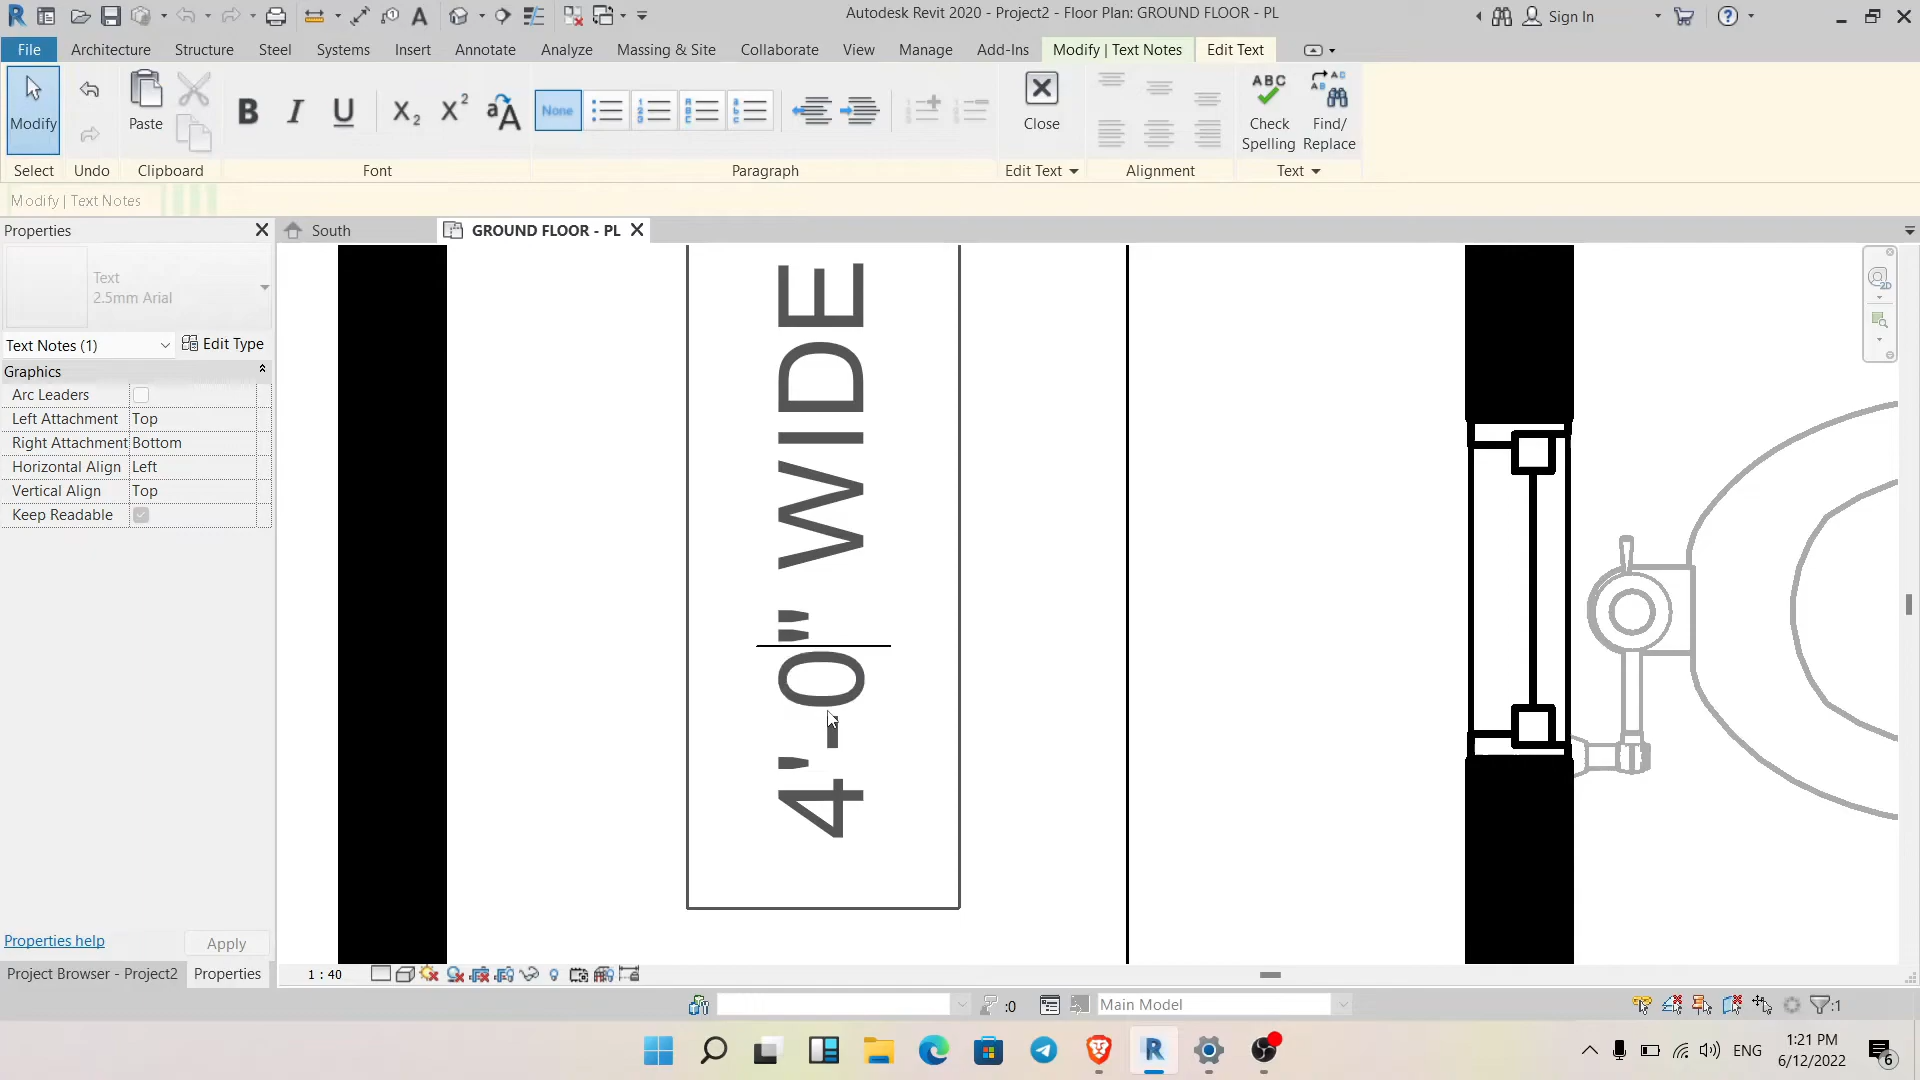 Autodesk Revit 2020 - Project2 - Floor Plan: GROUND FLOOR - PL
Sign In
File
Architecture
Structure
Steel
Systems
Insert
Annotate
Analyze
Massing & Site
Collaborate
View
Manage
Add-Ins
Modify | Text Notes
Edit Text
Modify
Paste
Close
Check Spelling
Find/ Replace
None
Select
Undo
Clipboard
Font
Paragraph
Edit Text
Alignment
Text
Modify | Text Notes
Properties
South
GROUND FLOOR - PL
Text
2.5mm Arial
Text Notes (1)
Edit Type
Graphics
Arc Leaders
Left Attachment Top
Right Attachment Bottom
Horizontal Align Left
Vertical Align Top
Keep Readable
4'-0" WIDE
Properties help
Apply
Project Browser - Project2
Properties
1 : 40
:0
Main Model
:1
ENG
1:21 PM
6/12/2022
6